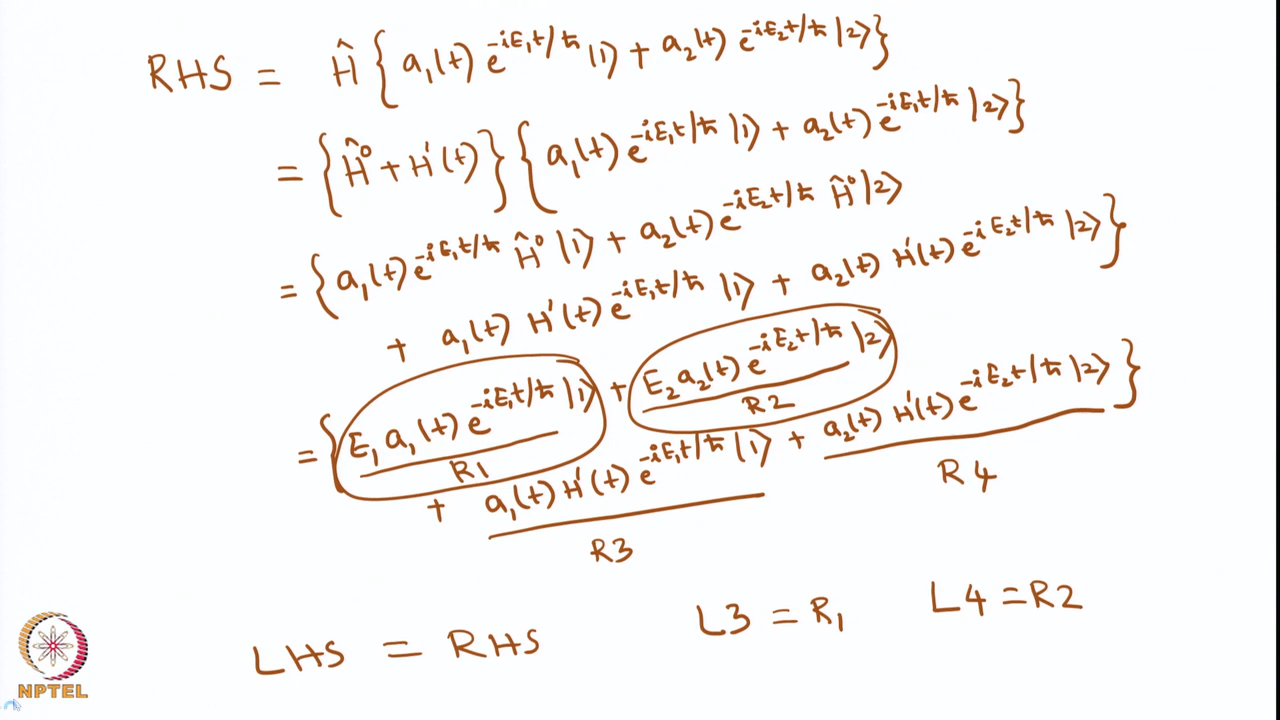 RHS = Ĥ { a₁(t) e^{-iE₁t/ħ} |1⟩ + a₂(t) e^{-iE₂t/ħ} |2⟩ }
= { Ĥ⁰ + H'(t) } { a₁(t) e^{-iE₁t/ħ} |1⟩ + a₂(t) e^{-iE₁t/ħ} |2⟩ }
= { a₁(t) e^{-iE₁t/ħ} Ĥ⁰ |1⟩ + a₂(t) e^{-iE₂t/ħ} Ĥ⁰ |2⟩
+ a₁(t) H'(t) e^{-iE₁t/ħ} |1⟩ + a₂(t) H'(t) e^{-iE₂t/ħ} |2⟩ }
= { E₁ a₁(t) e^{-iE₁t/ħ} |1⟩ + E₂ a₂(t) e^{-iE₂t/ħ} |2⟩
R1 R2
+ a₁(t) H'(t) e^{-iE₁t/ħ} |1⟩ + a₂(t) H'(t) e^{-iE₂t/ħ} |2⟩ }
R3 R4
LHS = RHS L3 = R₁ L4 = R2
NPTEL